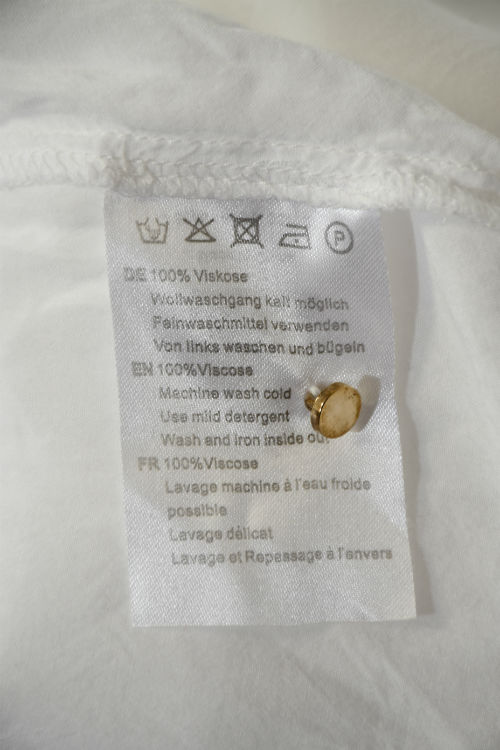 P
DE 100% Viskose
Wollwaschgang kalt möglich
Feinwaschmittel verwenden
Von links waschen und bügeln
EN 100%Viscose
Machine wash cold
Use mild detergent
Wash and iron inside
FR 100%Viscose
Lavage machine à l'eau froide
possible
Lavage délicat
Lavage et Repassage à l'envers